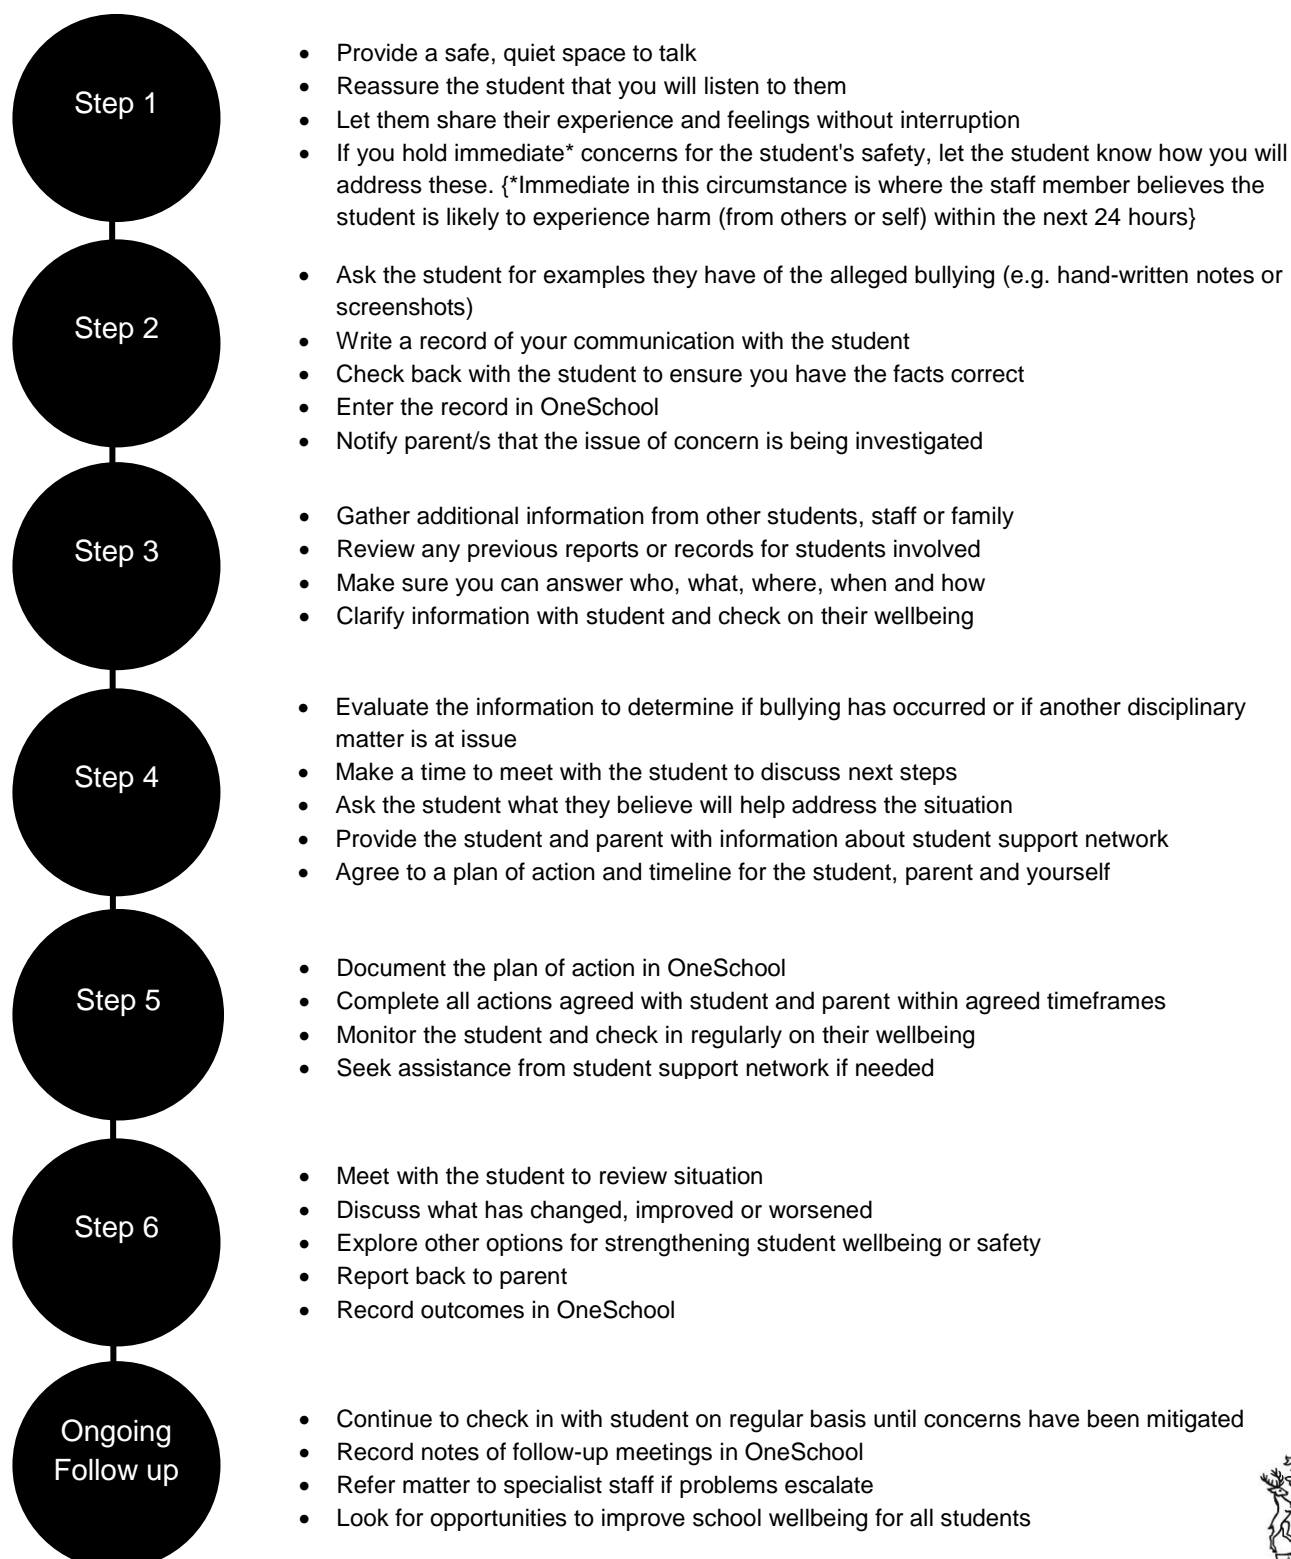 Step 1
• Provide a safe, quiet space to talk
• Reassure the student that you will listen to them
• Let them share their experience and feelings without interruption
• If you hold immediate* concerns for the student's safety, let the student know how you will
address these. {*Immediate in this circumstance is where the staff member believes the
student is likely to experience harm (from others or self) within the next 24 hours}
Step 2
• Ask the student for examples they have of the alleged bullying (e.g. hand-written notes or
screenshots)
• Write a record of your communication with the student
• Check back with the student to ensure you have the facts correct
• Enter the record in OneSchool
• Notify parent/s that the issue of concern is being investigated
Step 3
• Gather additional information from other students, staff or family
• Review any previous reports or records for students involved
• Make sure you can answer who, what, where, when and how
• Clarify information with student and check on their wellbeing
Step 4
• Evaluate the information to determine if bullying has occurred or if another disciplinary
matter is at issue
• Make a time to meet with the student to discuss next steps
• Ask the student what they believe will help address the situation
• Provide the student and parent with information about student support network
• Agree to a plan of action and timeline for the student, parent and yourself
Step 5
• Document the plan of action in OneSchool
• Complete all actions agreed with student and parent within agreed timeframes
• Monitor the student and check in regularly on their wellbeing
• Seek assistance from student support network if needed
Step 6
• Meet with the student to review situation
• Discuss what has changed, improved or worsened
• Explore other options for strengthening student wellbeing or safety
• Report back to parent
• Record outcomes in OneSchool
Ongoing
Follow up
• Continue to check in with student on regular basis until concerns have been mitigated
• Record notes of follow-up meetings in OneSchool
• Refer matter to specialist staff if problems escalate
• Look for opportunities to improve school wellbeing for all students